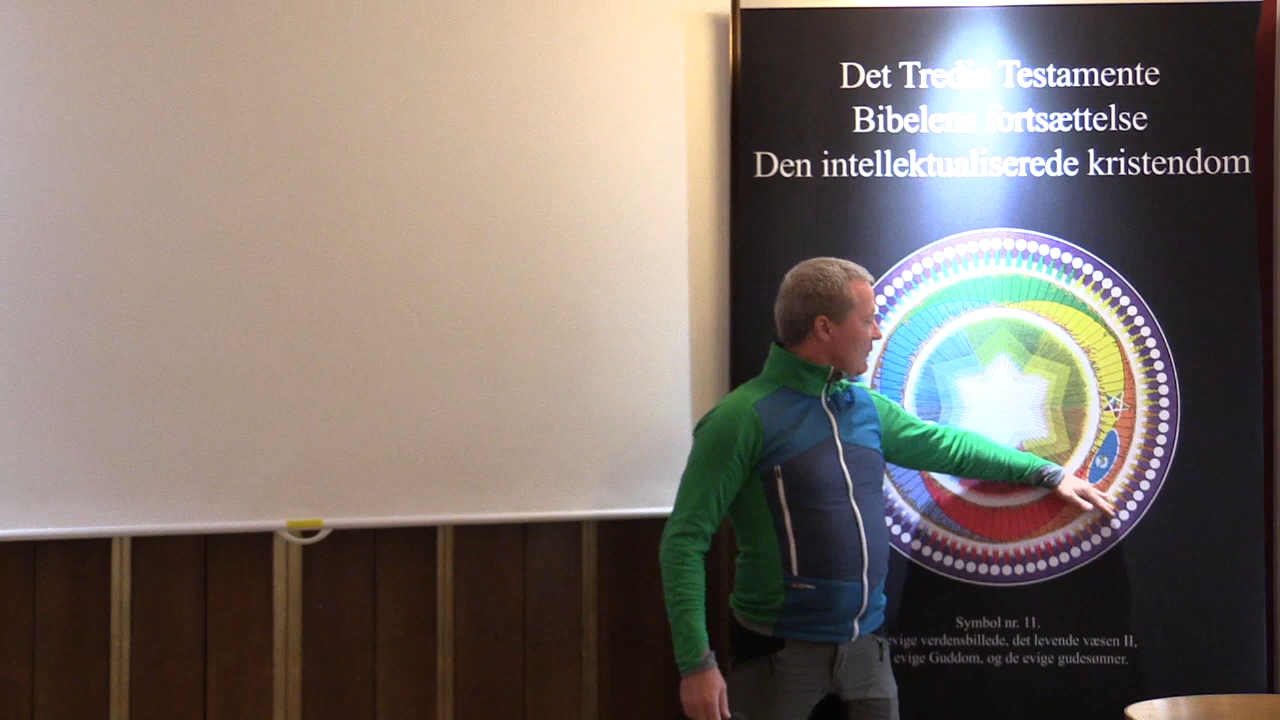 Det Tredie Testamente
Bibelens fortsættelse
Den intellektualiserede kristendom
Symbol nr. 11.
evige verdensbillede, det levende væsen II,
evige Guddom, og de evige gudesønner.